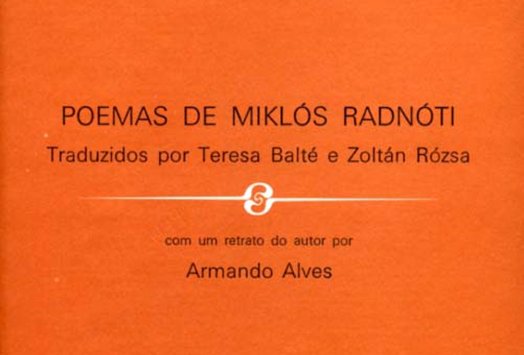 POEMAS DE MIKLÓS RADNÓTI
Traduzidos por Teresa Balté e Zoltán Rózsa
com um retrato do autor por
Armando Alves